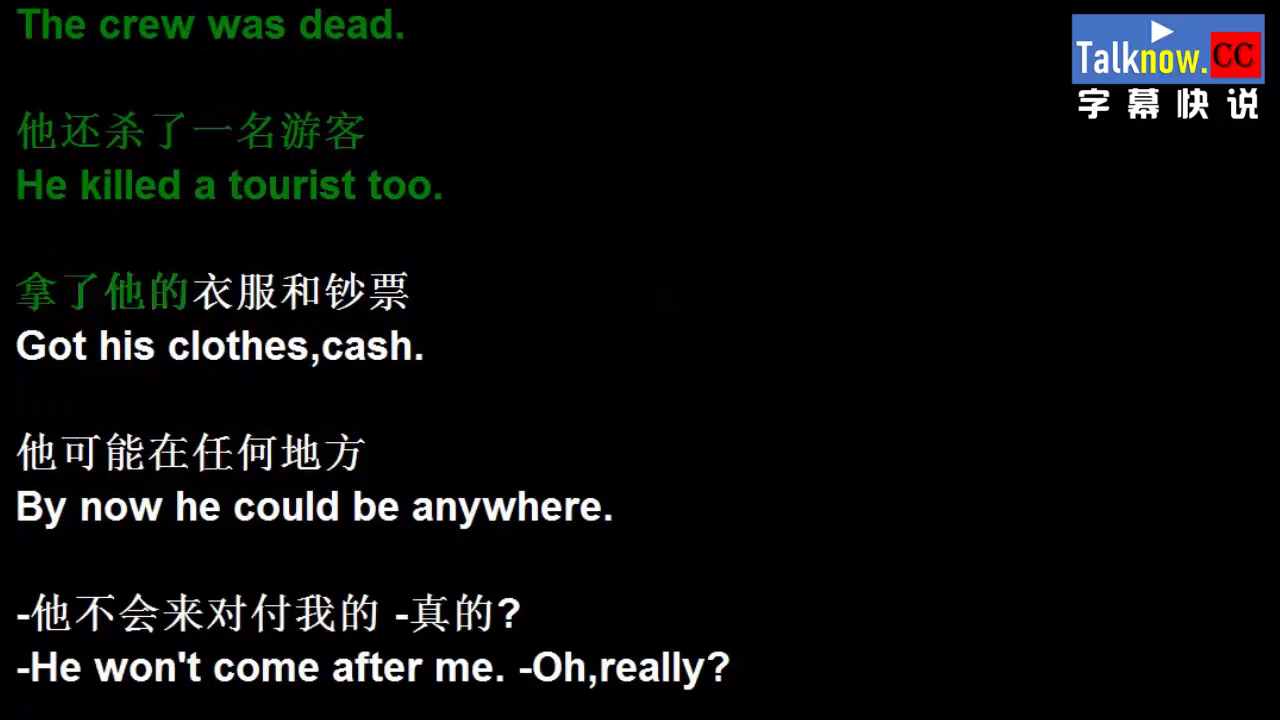 The crew was dead.
Talknow.CC
字幕快说
他还杀了一名游客
He killed a tourist too.
拿了他的衣服和钞票
Got his clothes,cash.
他可能在任何地方
By now he could be anywhere.
-他不会来对付我的 -真的?
-He won't come after me. -Oh,really?